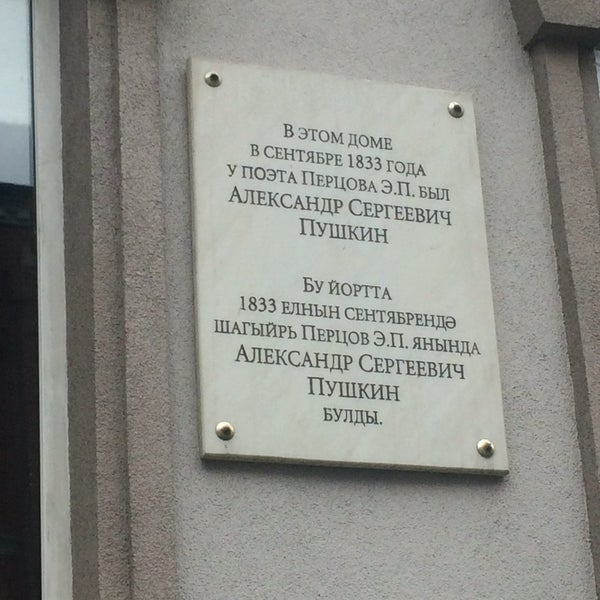 В ЭТОМ ДОМЕ
В СЕНТЯБРЕ 1833 ГОДА
У ПОЭТА ПЕРЦОВА Э.П. БЫЛ
АЛЕКСАНДР СЕРГЕЕВИЧ
ПУШКИН
БУ ЙОРТТА
1833 ЕЛНЫН СЕНТЯБРЕНДӘ
ШАГЫЙРЬ ПЕРЦОВ Э.П. ЯНЫНДА
АЛЕКСАНДР СЕРГЕЕВИЧ
ПУШКИН
БУЛДЫ.